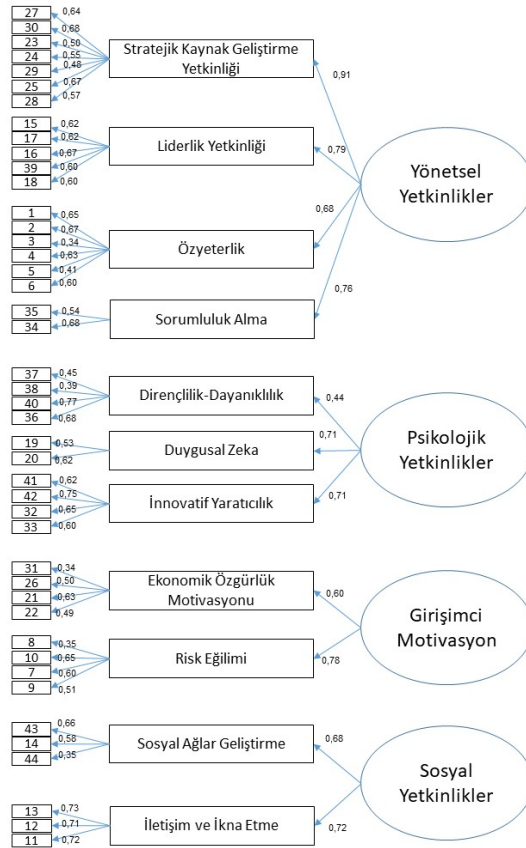 27 0,64
30 0,68
23 0,50
24 0,55
29 0,48
25 0,67
28 0,57
Stratejik Kaynak Geliştirme
Yetkinliği
0,91
15 0,62
17 0,62
16 0,67
39 0,60
18 0,60
Liderlik Yetkinliği
0,79
Yönetsel
Yetkinlikler
1 0,65
2 0,67
3 0,34
4 0,63
5 0,41
6 0,60
Özyeterlik
0,68
35 0,54
34 0,68
Sorumluluk Alma
0,76
37 0,45
38 0,39
40 0,77
36 0,68
Dirençlilik-Dayanıklılık
0,44
19 0,53
20 0,62
Duygusal Zeka
0,71
Psikolojik
Yetkinlikler
41 0,62
42 0,75
32 0,65
33 0,60
İnnovatif Yaratıcılık
0,71
31 0,34
26 0,50
21 0,63
22 0,49
Ekonomik Özgürlük
Motivasyonu
0,60
Girişimci
Motivasyon
8 0,35
10 0,65
7 0,60
9 0,51
Risk Eğilimi
0,78
43 0,66
14 0,58
44 0,35
Sosyal Ağlar Geliştirme
0,68
Sosyal
Yetkinlikler
13 0,73
12 0,71
11 0,72
İletişim ve İkna Etme
0,72